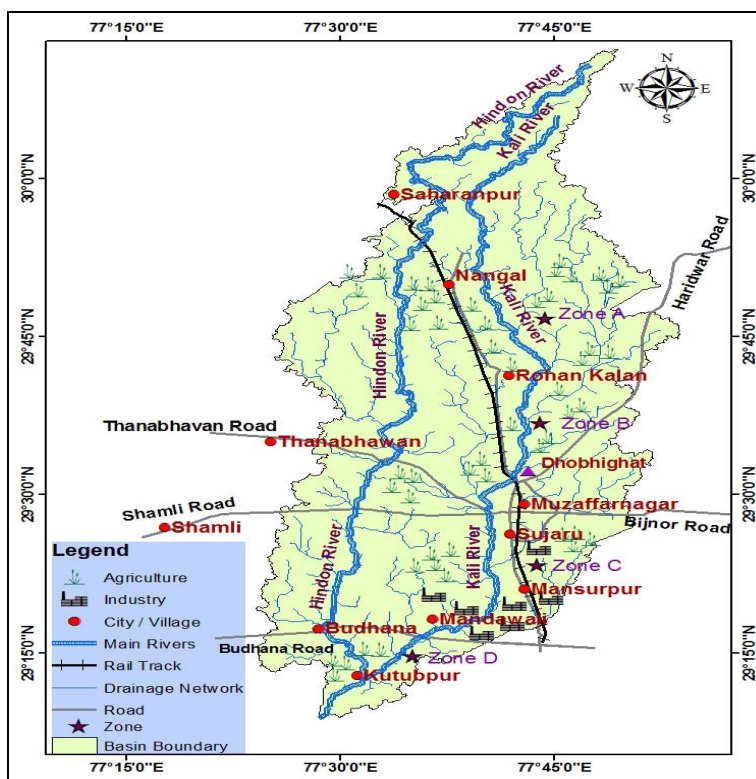 77°15'0"E 77°30'0"E 77°45'0"E
N
W E
S
Hindon River
Kali River
30°0'0"N 30°0'0"N
Saharanpur
Haridwar Road
Nangal
Kali River
Zone A
29°45'0"N 29°45'0"N
Hindon River
Rohan Kalan
Thanabhavan Road
Zone B
Thanabhawan
Dhobhighat
29°30'0"N 29°30'0"N
Muzaffarnagar
Shamli Road
Bijnor Road
Shamli
Sujaru
Hindon River
Kali River
Zone C
Mansurpur
Mandawali
Budhana
Budhana Road
29°15'0"N 29°15'0"N
Zone D
Kutubpur
Legend
Agriculture
Industry
City / Village
Main Rivers
Rail Track
Drainage Network
Road
Zone
Basin Boundary
77°15'0"E 77°30'0"E 77°45'0"E